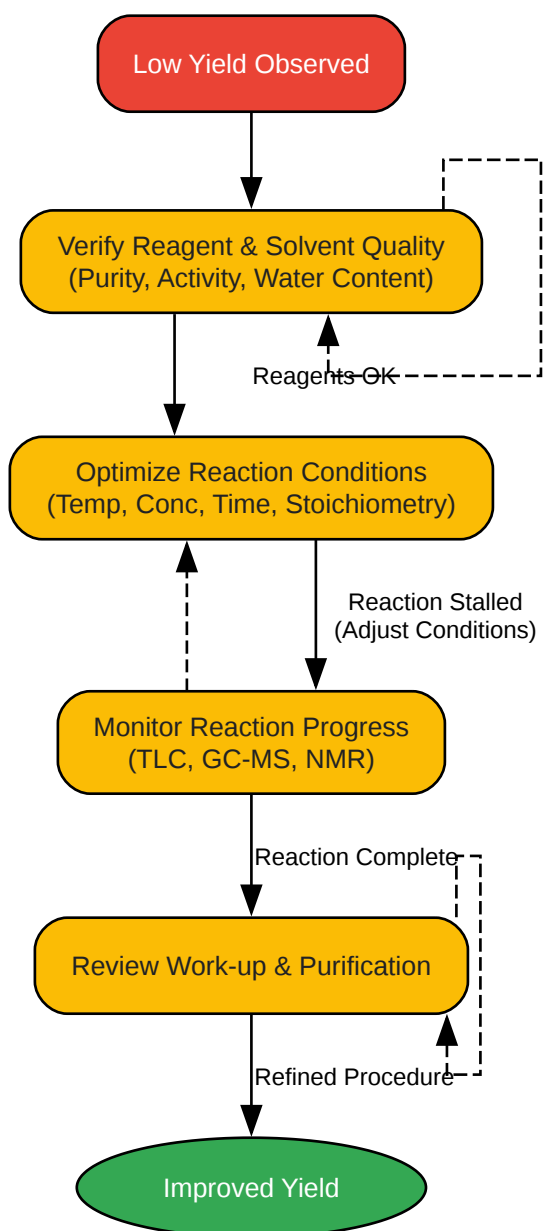 Low Yield Observed
Verify Reagent & Solvent Quality
(Purity, Activity, Water Content)
Reagents OK
Optimize Reaction Conditions
(Temp, Conc, Time, Stoichiometry)
Reaction Stalled
(Adjust Conditions)
Monitor Reaction Progress
(TLC, GC-MS, NMR)
Reaction Complete
Review Work-up & Purification
Refined Procedure
Improved Yield